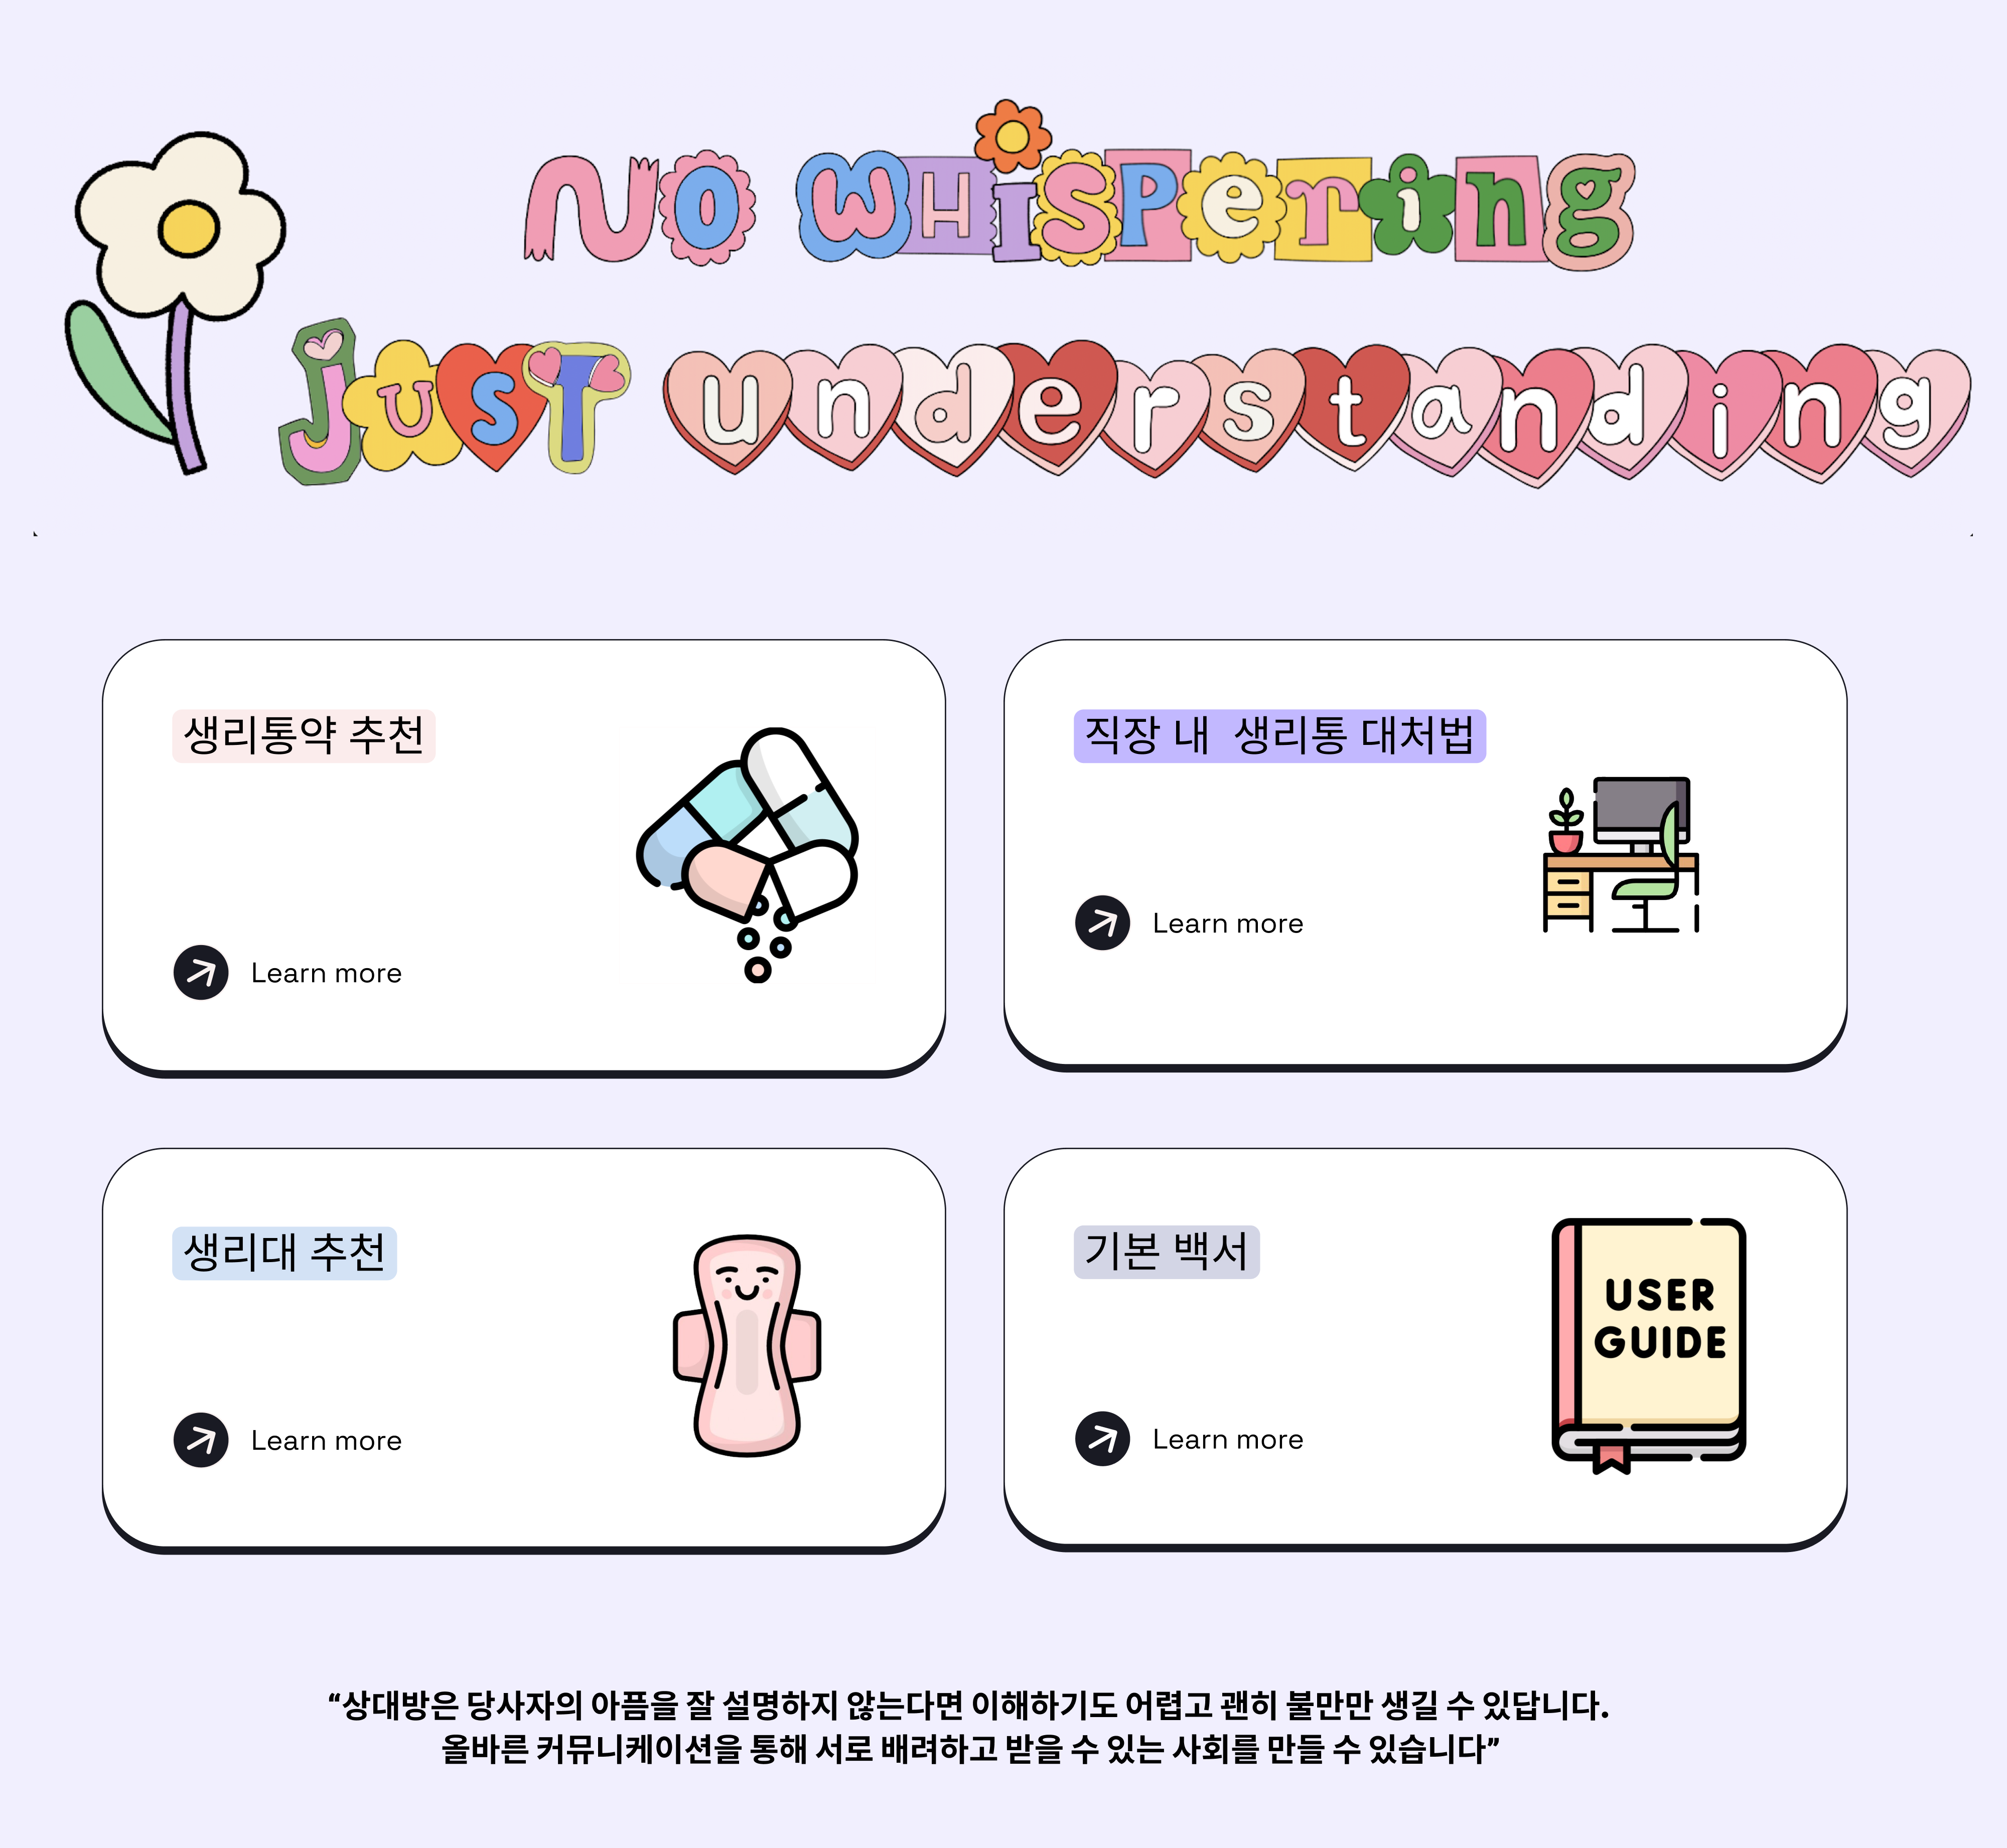 No WHISPering
JusT understanding
생리통약 추천
Learn more
직장 내  생리통 대처법
Learn more
생리대 추천
Learn more
기본 백서
USER
GUIDE
Learn more
“상대방은 당사자의 아픔을 잘 설명하지 않는다면 이해하기도 어렵고 괜히 불만만 생길 수 있답니다.
올바른 커뮤니케이션을 통해 서로 배려하고 받을 수 있는 사회를 만들 수 있습니다”